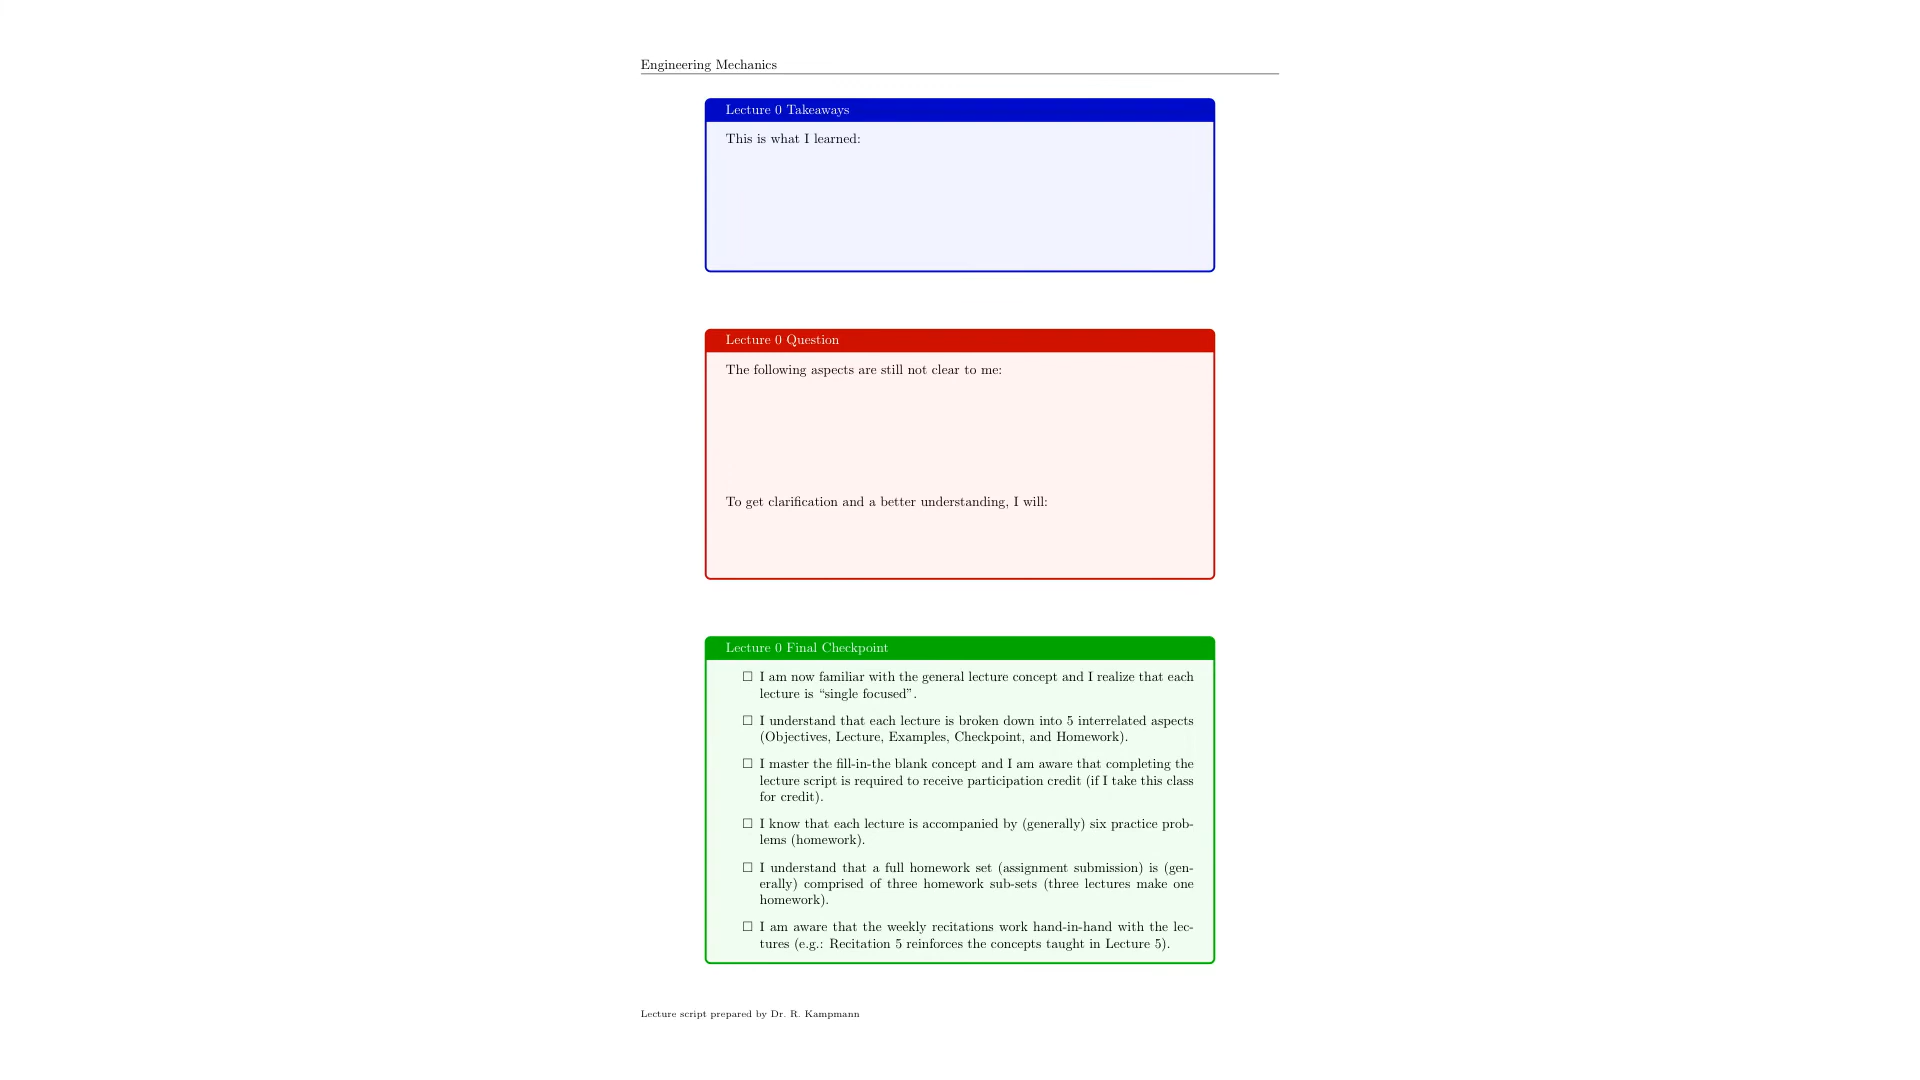 Engineering Mechanics
Lecture 0 Takeaways
This is what I learned:
Lecture 0 Question
The following aspects are still not clear to me:
To get clarification and a better understanding, I will:
Lecture 0 Final Checkpoint
☐ I am now familiar with the general lecture concept and I realize that each
lecture is “single focused”.
☐ I understand that each lecture is broken down into 5 interrelated aspects
(Objectives, Lecture, Examples, Checkpoint, and Homework).
☐ I master the fill-in-the blank concept and I am aware that completing the
lecture script is required to receive participation credit (if I take this class
for credit).
☐ I know that each lecture is accompanied by (generally) six practice prob-
lems (homework).
☐ I understand that a full homework set (assignment submission) is (gen-
erally) comprised of three homework sub-sets (three lectures make one
homework).
☐ I am aware that the weekly recitations work hand-in-hand with the lec-
tures (e.g.: Recitation 5 reinforces the concepts taught in Lecture 5).
Lecture script prepared by Dr. R. Kampmann